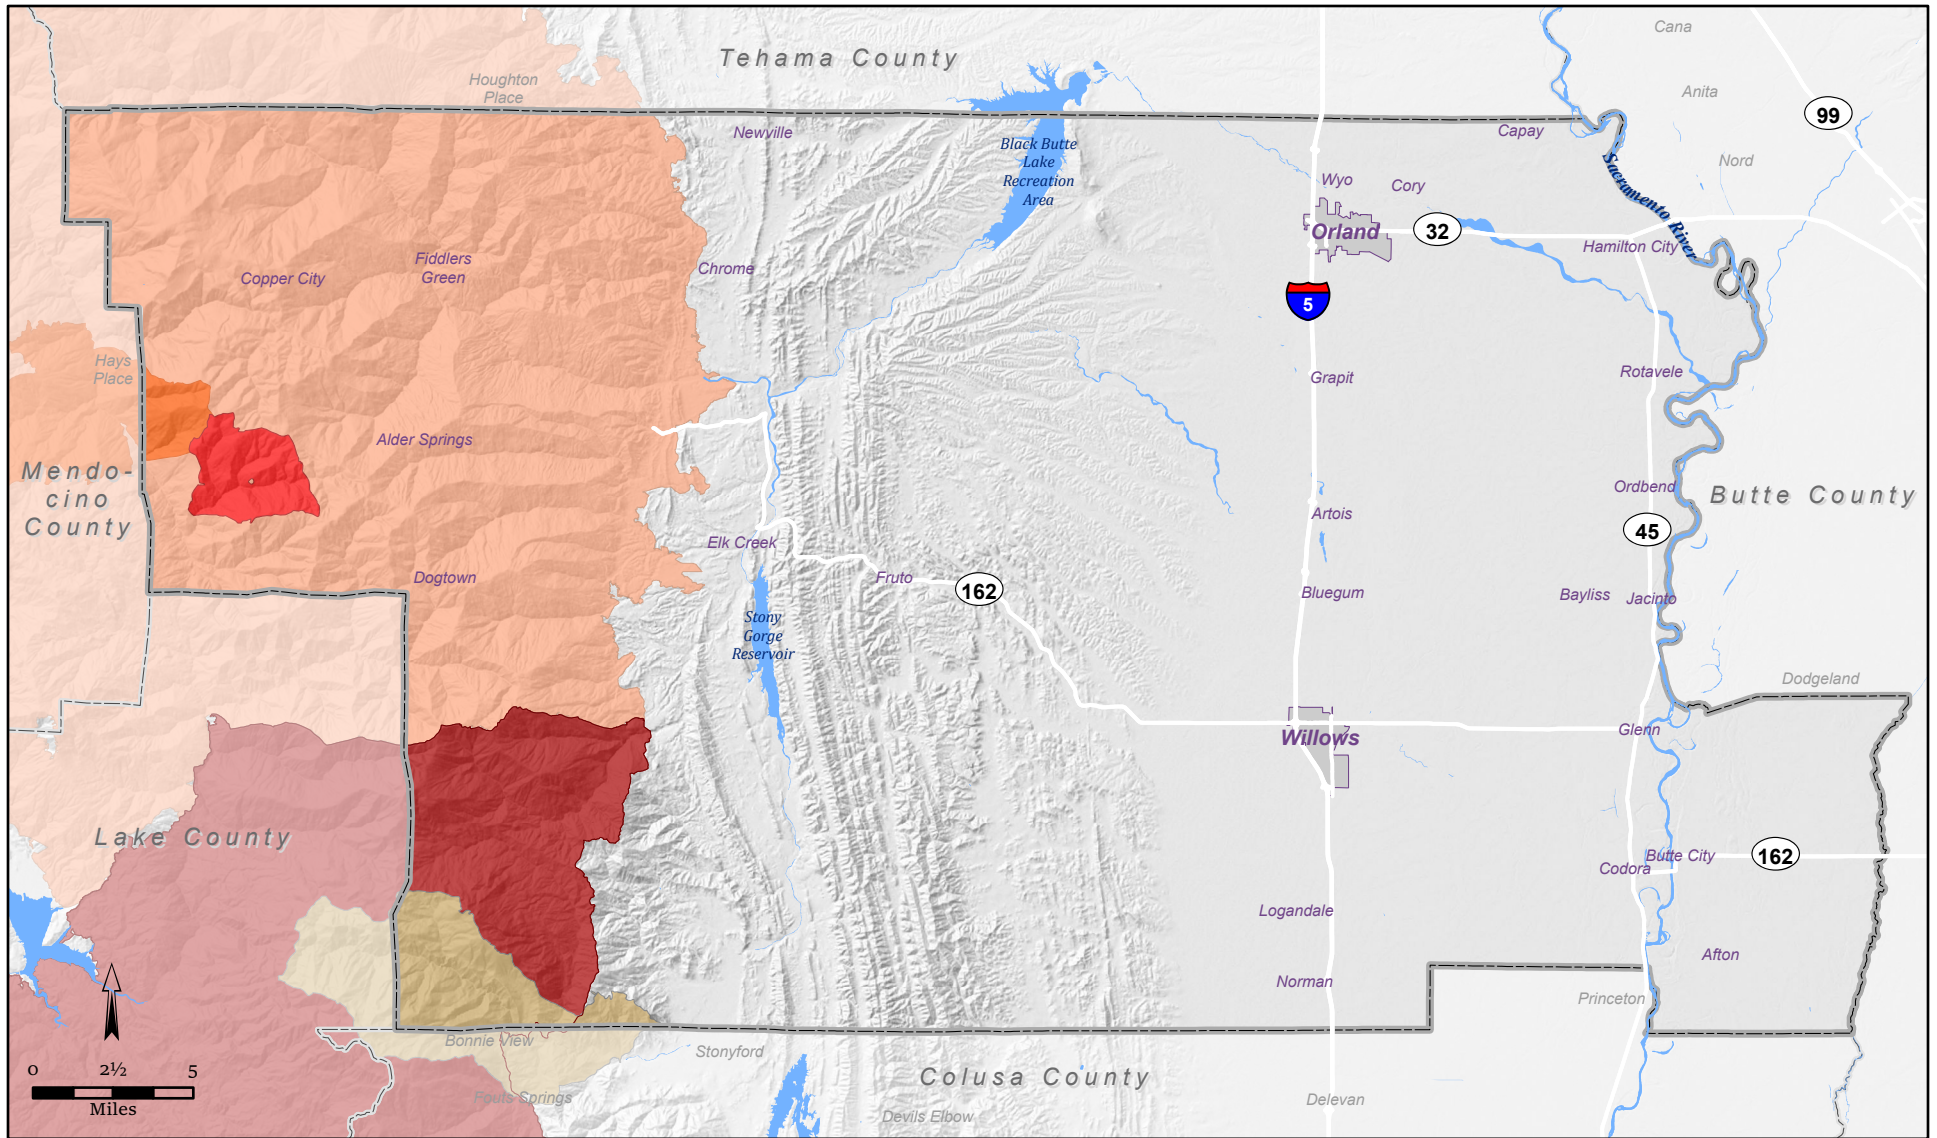 Cana
Tehama County
Houghton
Place
Anita
99
Newville
Capay
Black Butte
Lake
Recreation
Area
Nord
Sacramento River
Wyo
Cory
Orland
32
Hamilton City
Fiddlers
Green
Copper City
Chrome
5
Hays
Place
Grapit
Rotavele
Alder Springs
Mendo-
cino
County
Ordbend
Butte County
Artois
45
Elk Creek
Dogtown
Fruto
162
Bluegum
Bayliss
Jacinto
Stony
Gorge
Reservoir
Dodgeland
Glenn
Willows
Lake County
Butte City
162
Codora
Logandale
Afton
Norman
Princeton
Bonnie View
Stonyford
0 2½ 5
Miles
Colusa County
Fouts Springs
Delevan
Devils Elbow